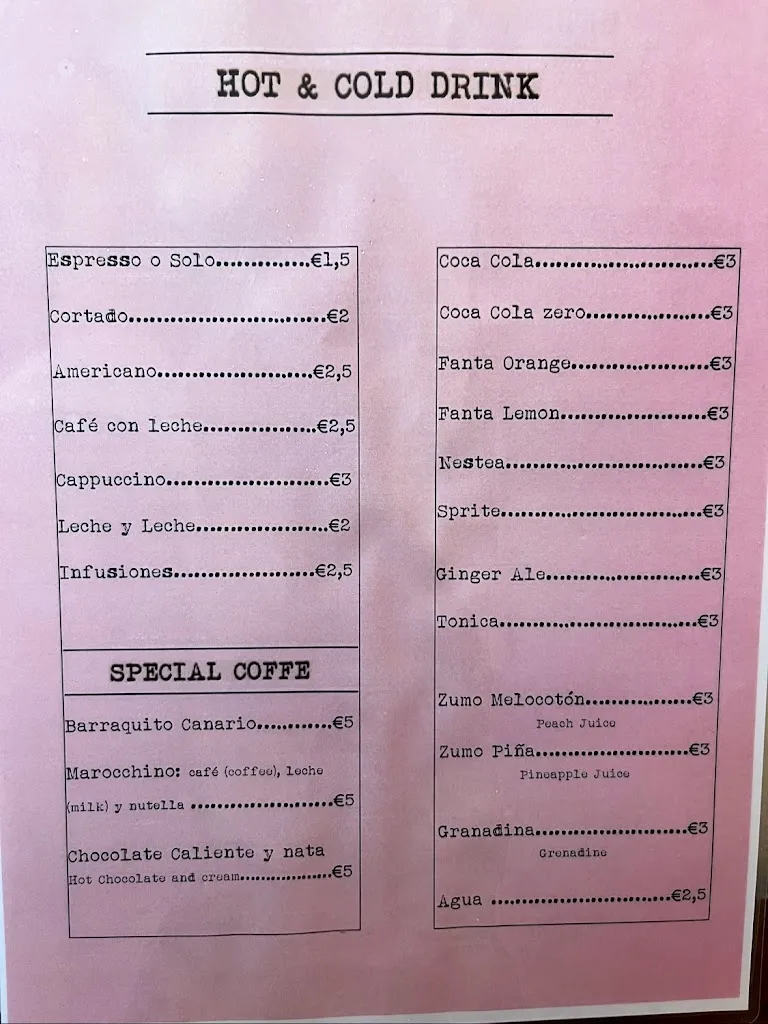 HOT & COLD DRINK
Espresso o Solo..............€1,5
Cortado.............................€2
Americano.......................€2,5
Café con leche.................€2,5
Cappuccino........................€3
Leche y Leche...................€2
Infusiones.....................€2,5
SPECIAL COFFE
Barraquito Canario...........€5
Marocchino: café (coffee), leche
(milk) y nutella .....................€5
Chocolate Caliente y nata
Hot Chocolate and cream.................€5
Coca Cola..........................€3
Coca Cola zero..................€3
Fanta Orange....................€3
Fanta Lemon.....................€3
Nestea.............................€3
Sprite.............................€3
Ginger Ale......................€3
Tonica.............................€3
Zumo Melocotón...............€3
Peach Juice
Zumo Piña......................€3
Pineapple Juice
Granadina......................€3
Grenadine
Agua ..........................€2,5